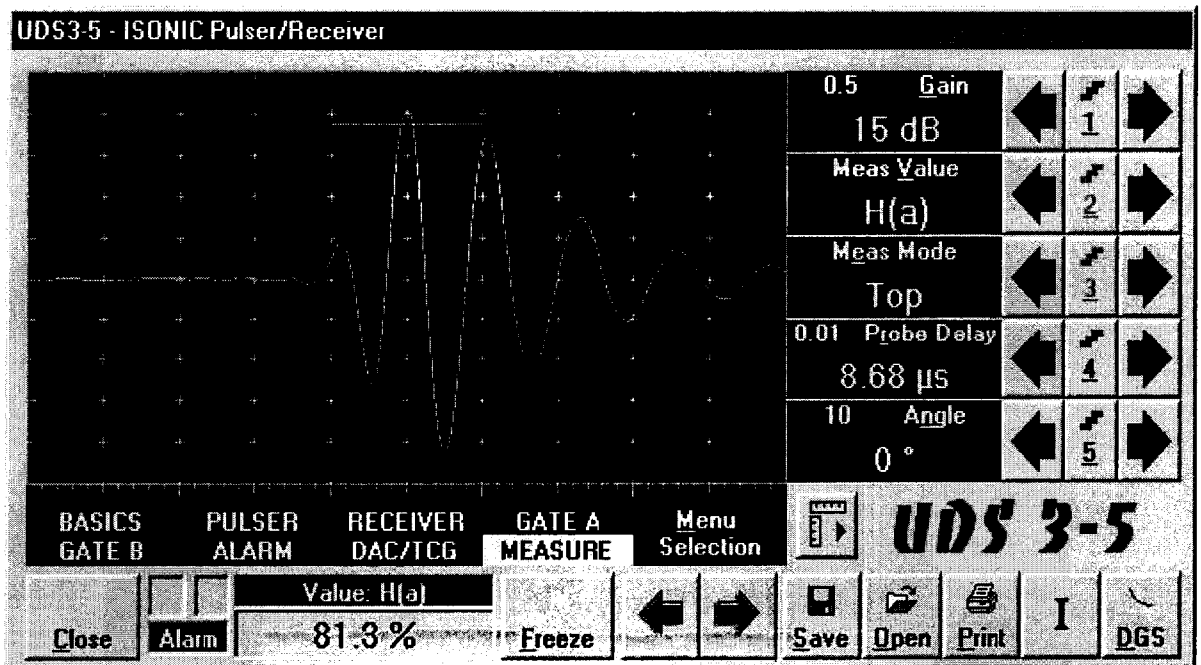 UDS3-5 - ISONIC Pulser/Receiver
0.5 Gain
15 dB
1
Meas Value
H(a)
2
Meas Mode
Top
3
0.01 Probe Delay
8.68 µs
4
10 Angle
0 °
5
BASICS PULSER RECEIVER GATE A Menu
GATE B ALARM DAC/TCG MEASURE Selection
UDS 3-5
Value: H(a)
Close Alarm 81.3 % Freeze Save Open Print I DGS